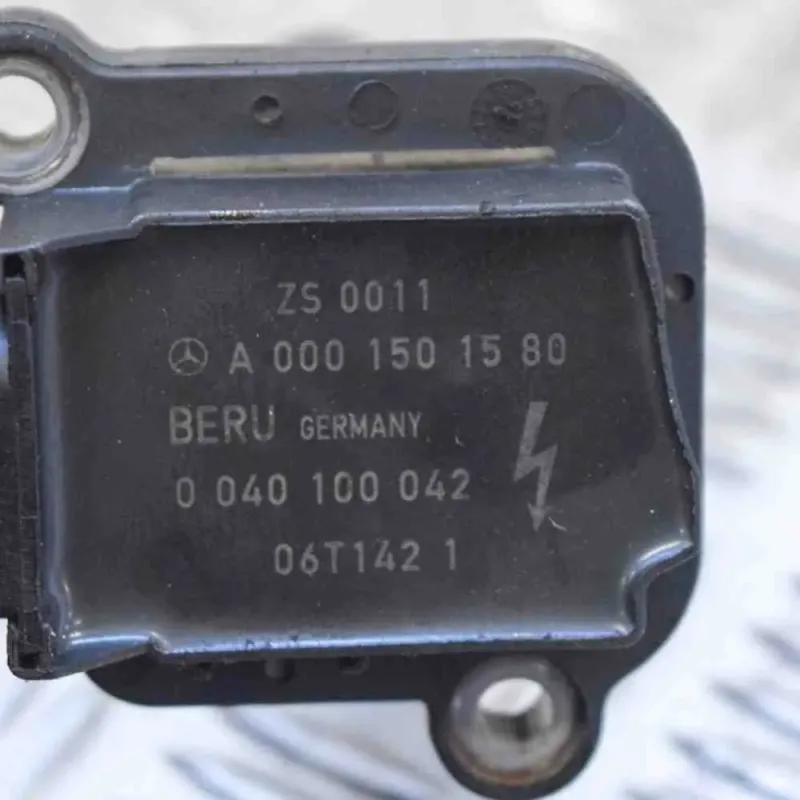 ZS 0011
A 000 150 15 80
BERU GERMANY
0 040 100 042
06T142 1